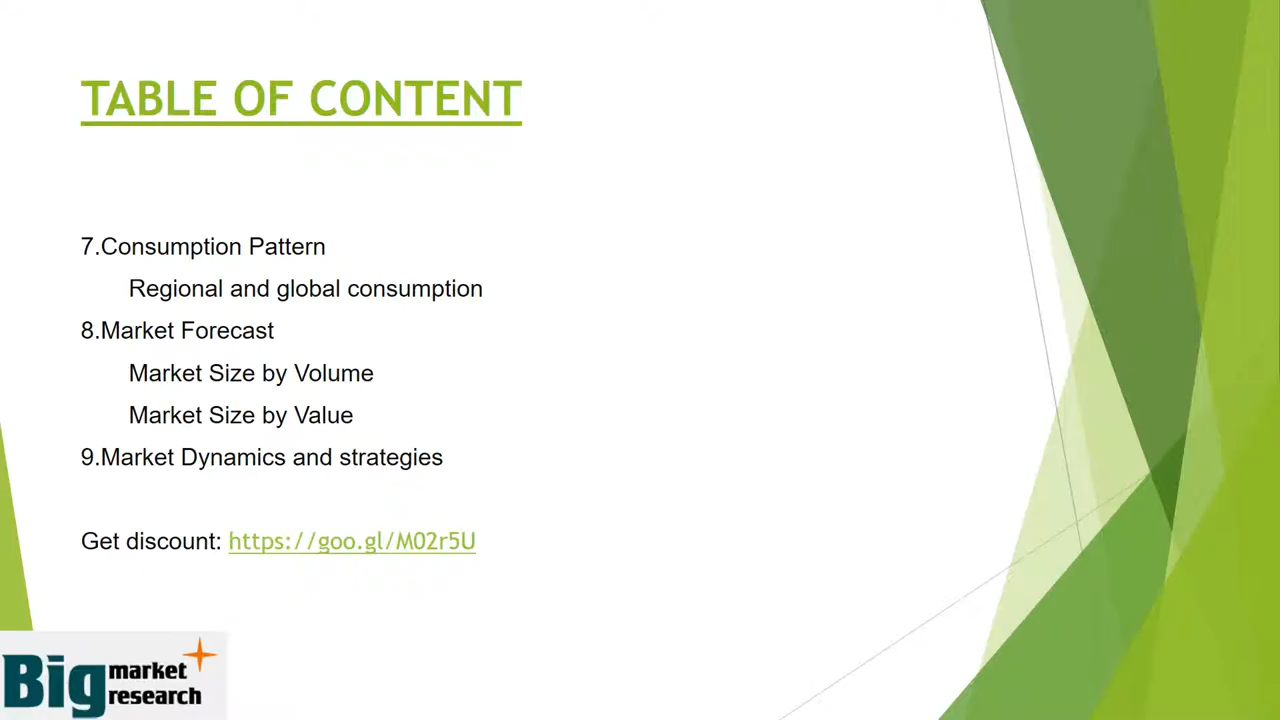 TABLE OF CONTENT
7.Consumption Pattern
Regional and global consumption
8.Market Forecast
Market Size by Volume
Market Size by Value
9.Market Dynamics and strategies
Get discount: https://goo.gl/M02r5U
Big market
research